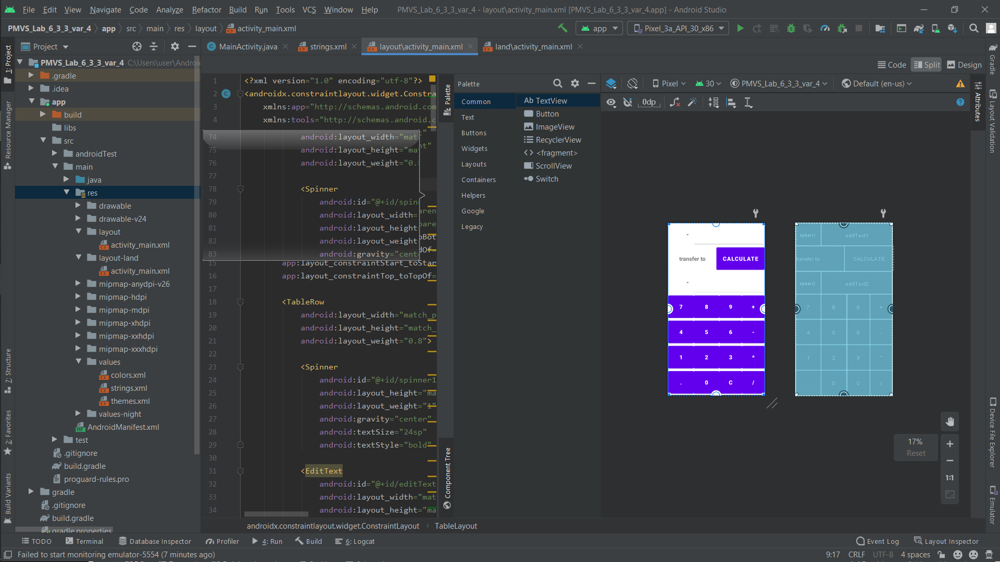 File Edit View Navigate Code Analyze Refactor Build Run Tools VCS Window Help PMVS_Lab_6_3_3_var_4 - layout\activity_main.xml [PMVS_Lab_6_3_3_var_4.app] - Android Studio
PMVS_Lab_6_3_3_var_4 app src main res layout activity_main.xml app Pixel_3a_API_30_x86
Project MainActivity.java strings.xml layout\activity_main.xml land\activity_main.xml
Code Split Design
1: Project
Resource Manager
7: Structure
2: Favorites
Build Variants
PMVS_Lab_6_3_3_var_4 C:\Users\user\Androi
.gradle
.idea
app
build
libs
src
androidTest
main
java
res
drawable
drawable-v24
layout
activity_main.xml
layout-land
activity_main.xml
mipmap-anydpi-v26
mipmap-hdpi
mipmap-mdpi
mipmap-xhdpi
mipmap-xxhdpi
mipmap-xxxhdpi
values
colors.xml
strings.xml
themes.xml
values-night
AndroidManifest.xml
test
.gitignore
build.gradle
proguard-rules.pro
gradle
.gitignore
build.gradle
gradle.properties
1 <?xml version="1.0" encoding="utf-8"?>
2 <androidx.constraintlayout.widget.Constra
3 xmlns:app="http://schemas.android.com
4 xmlns:tools="http://schemas.android.c
74 android:layout_width="mat
75 android:layout_height="ma
76 android:layout_weight="0.8
77
78 <Spinner
79 android:id="@+id/spinn
80 android:layout_width=
81 android:layout_height
82 android:layout_weight
83 android:gravity="cente
15 app:layout_constraintStart_toStar
16 app:layout_constraintTop_toTopOf=
17
18 <TableRow
19 android:layout_width="match_p
20 android:layout_height="match_
21 android:layout_weight="0.8">
22
23 <Spinner
24 android:id="@+id/spinner1
25 android:layout_height="ma
26 android:layout_weight="1"
27 android:gravity="center"
28 android:textSize="24sp"
29 android:textStyle="bold"
30
31 <EditText
32 android:id="@+id/editText
33 android:layout_width="mat
34 android:layout_height="ma
androidx.constraintlayout.widget.ConstraintLayout TableLayout
Palette
Component Tree
Palette
Common
Text
Buttons
Widgets
Layouts
Containers
Helpers
Google
Legacy
Ab TextView
Button
ImageView
RecyclerView
<fragment>
ScrollView
Switch
Pixel 30 PMVS_Lab_6_3_3_var_4 Default (en-us)
0dp
transfer to CALCULATE
7 8 9 +
4 5 6 -
1 2 3 *
. 0 C /
spinner1 editText1
transfer to CALCULATE
spinner2 editText2
7 8 9 +
4 5 6 -
1 2 3 *
. 0 C /
17%
Reset
1:1
Attributes
Gradle
Layout Validation
Device File Explorer
Emulator
TODO Terminal Database Inspector Profiler 4: Run Build 6: Logcat Event Log Layout Inspector
Failed to start monitoring emulator-5554 (7 minutes ago) 9:17 CRLF UTF-8 4 spaces